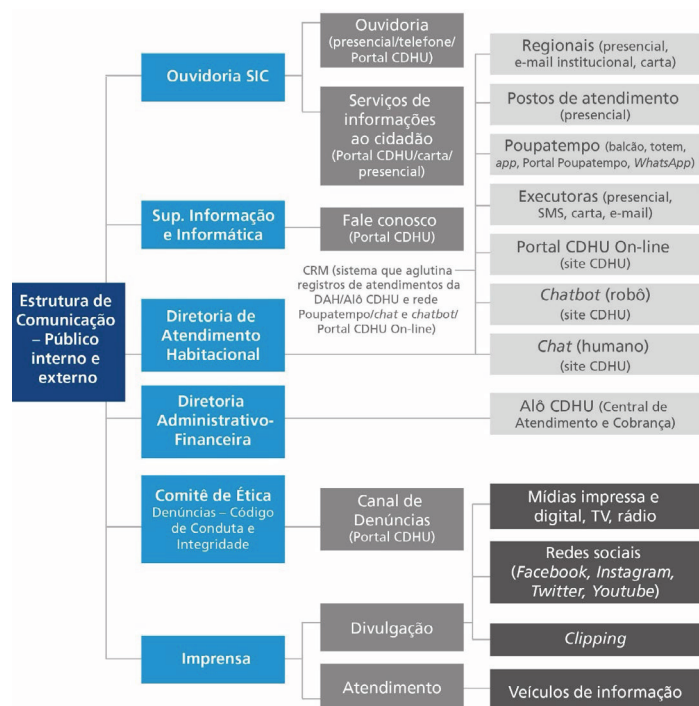 Estrutura de
Comunicação
– Público
interno e
externo
Ouvidoria SIC
Ouvidoria
(presencial/telefone/
Portal CDHU)
Serviços de
informações
ao cidadão
(Portal CDHU/carta/
presencial)
Sup. Informação
e Informática
Fale conosco
(Portal CDHU)
Diretoria de
Atendimento
Habitacional
CRM (sistema que aglutina
registros de atendimentos da
DAH/Alô CDHU e rede
Poupatempo/chat e chatbot/
Portal CDHU On-line)
Regionais (presencial,
e-mail institucional, carta)
Postos de atendimento
(presencial)
Poupatempo (balcão, totem,
app, Portal Poupatempo, WhatsApp)
Executoras (presencial,
SMS, carta, e-mail)
Portal CDHU On-line
(site CDHU)
Chatbot (robô)
(site CDHU)
Chat (humano)
(site CDHU)
Diretoria
Administrativo-
Financeira
Alô CDHU (Central de
Atendimento e Cobrança)
Comitê de Ética
Denúncias – Código
de Conduta e
Integridade
Canal de
Denúncias
(Portal CDHU)
Imprensa
Divulgação
Mídias impressa e
digital, TV, rádio
Redes sociais
(Facebook, Instagram,
Twitter, Youtube)
Clipping
Atendimento
Veículos de informação